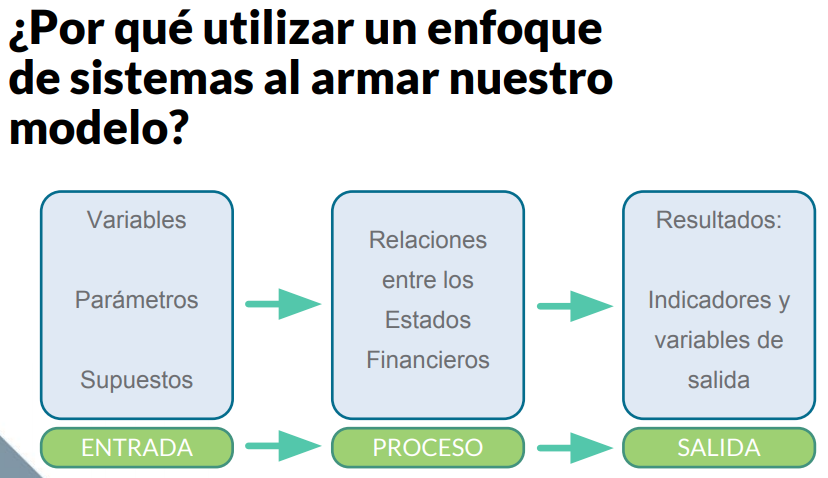 ¿Por qué utilizar un enfoque
de sistemas al armar nuestro
modelo?
Variables
Parámetros
Supuestos
Relaciones
entre los
Estados
Financieros
Resultados:
Indicadores y
variables de
salida
ENTRADA
PROCESO
SALIDA